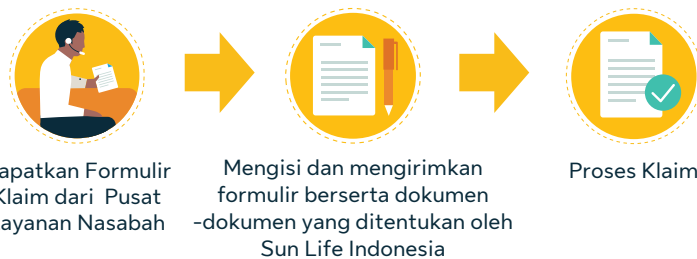 apatkan Formulir
Klaim dari Pusat
ayanan Nasabah
Mengisi dan mengirimkan
formulir berserta dokumen
-dokumen yang ditentukan oleh
Sun Life Indonesia
Proses Klaim